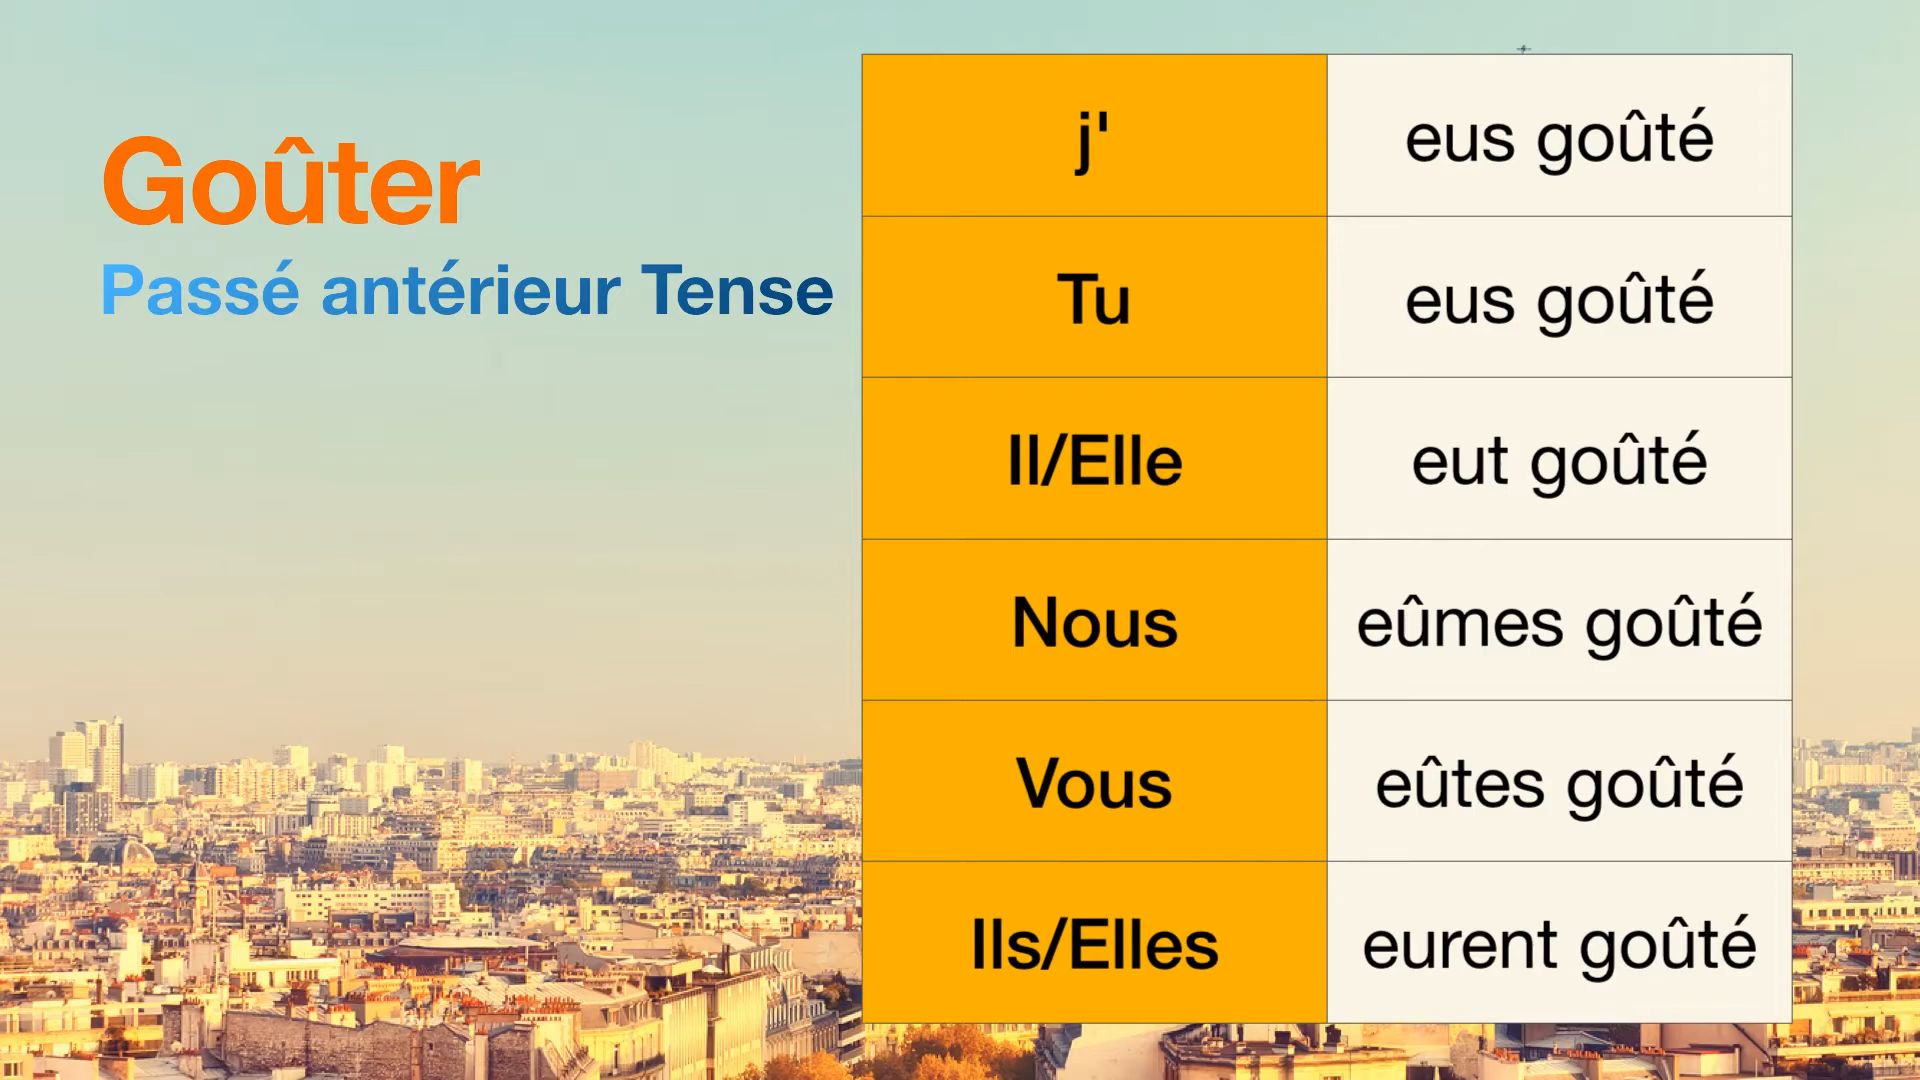 Goûter
Passé antérieur Tense
j' eus goûté
Tu eus goûté
Il/Elle eut goûté
Nous eûmes goûté
Vous eûtes goûté
Ils/Elles eurent goûté